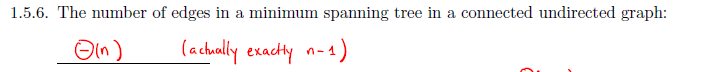 1.5.6. The number of edges in a minimum spanning tree in a connected undirected graph:
Θ(n) (actually exactly n-1)